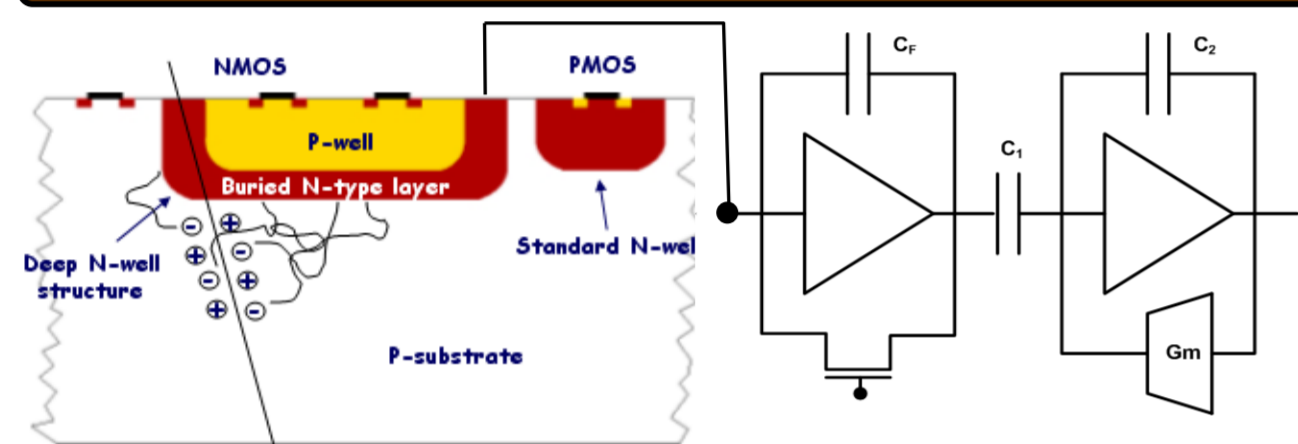 NMOS
PMOS
P-well
Buried N-type layer
Deep N-well
structure
Standard N-wel
P-substrate
CF
C1
C2
Gm